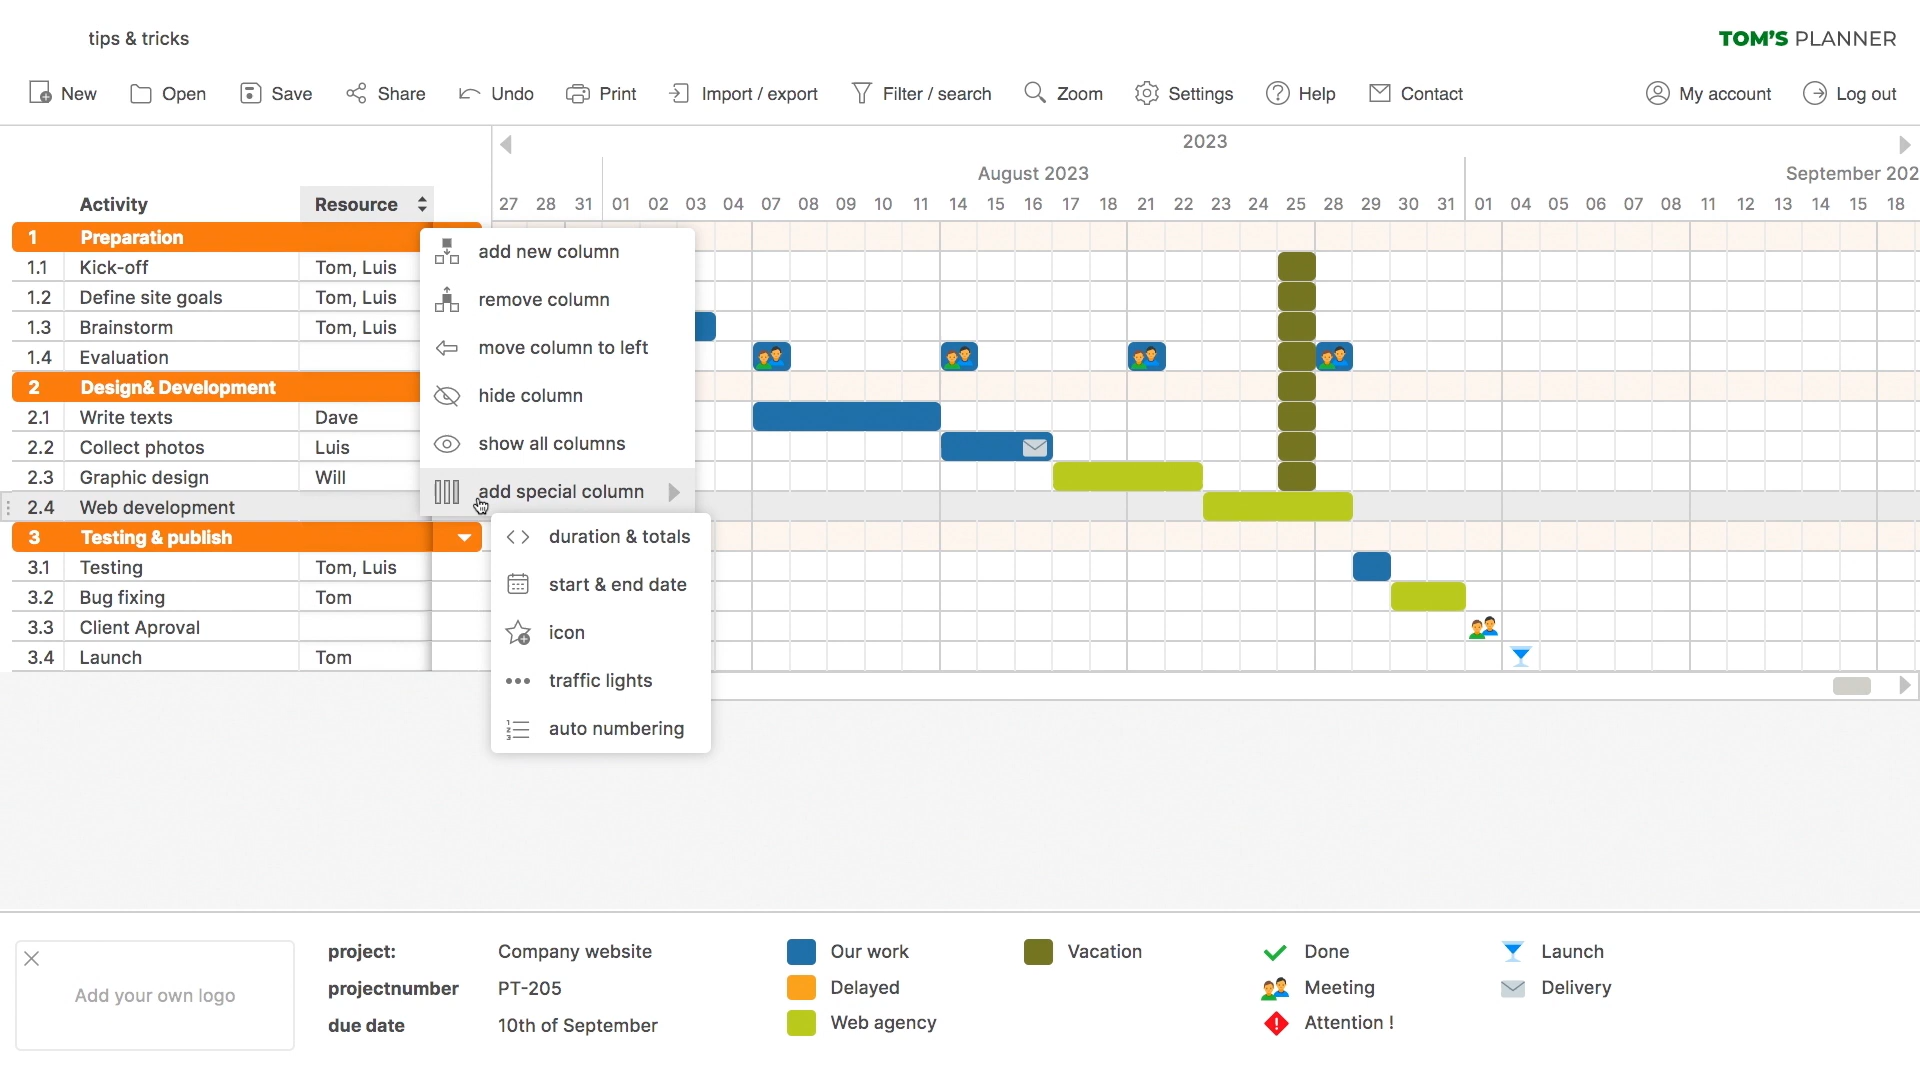 tips & tricks
TOM'S PLANNER
New Open Save Share Undo Print Import / export Filter / search Zoom Settings Help Contact My account Log out
2023
August 2023 September 202
Activity Resource 27 28 31 01 02 03 04 07 08 09 10 11 14 15 16 17 18 21 22 23 24 25 28 29 30 31 01 04 05 06 07 08 11 12 13 14 15 18
1 Preparation
add new column
1.1 Kick-off Tom, Luis
1.2 Define site goals Tom, Luis
remove column
1.3 Brainstorm Tom, Luis
move column to left
1.4 Evaluation
2 Design& Development
hide column
2.1 Write texts Dave
2.2 Collect photos Luis
show all columns
2.3 Graphic design Will
add special column
2.4 Web development
3 Testing & publish
duration & totals
3.1 Testing Tom, Luis
start & end date
3.2 Bug fixing Tom
3.3 Client Aproval
icon
3.4 Launch Tom
traffic lights
auto numbering
project: Company website Our work Vacation Done Launch
Add your own logo
projectnumber PT-205 Delayed Meeting Delivery
due date 10th of September Web agency Attention !